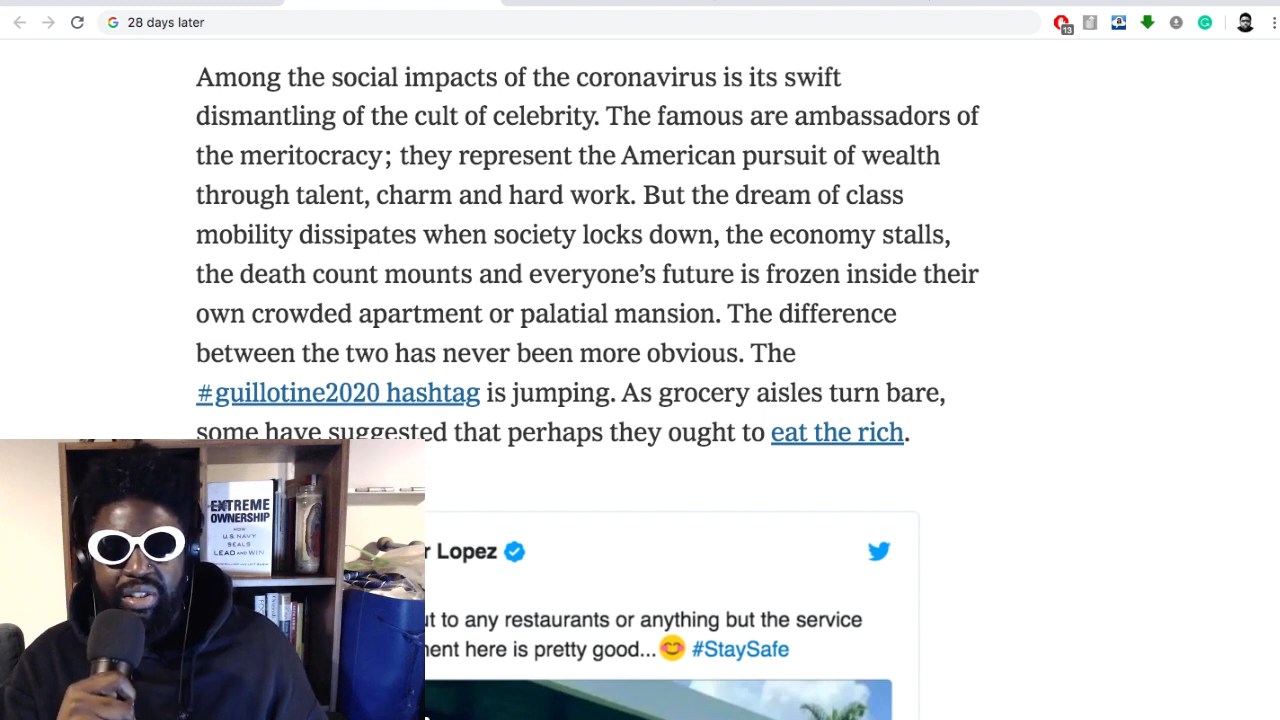 28 days later
13
Among the social impacts of the coronavirus is its swift
dismantling of the cult of celebrity. The famous are ambassadors of
the meritocracy; they represent the American pursuit of wealth
through talent, charm and hard work. But the dream of class
mobility dissipates when society locks down, the economy stalls,
the death count mounts and everyone’s future is frozen inside their
own crowded apartment or palatial mansion. The difference
between the two has never been more obvious. The
#guillotine2020 hashtag is jumping. As grocery aisles turn bare,
some have suggested that perhaps they ought to eat the rich.
EXTREME
OWNERSHIP
HOW
U.S. NAVY
SEALS
LEAD AND WIN
r Lopez
ut to any restaurants or anything but the service
nent here is pretty good...😊 #StaySafe